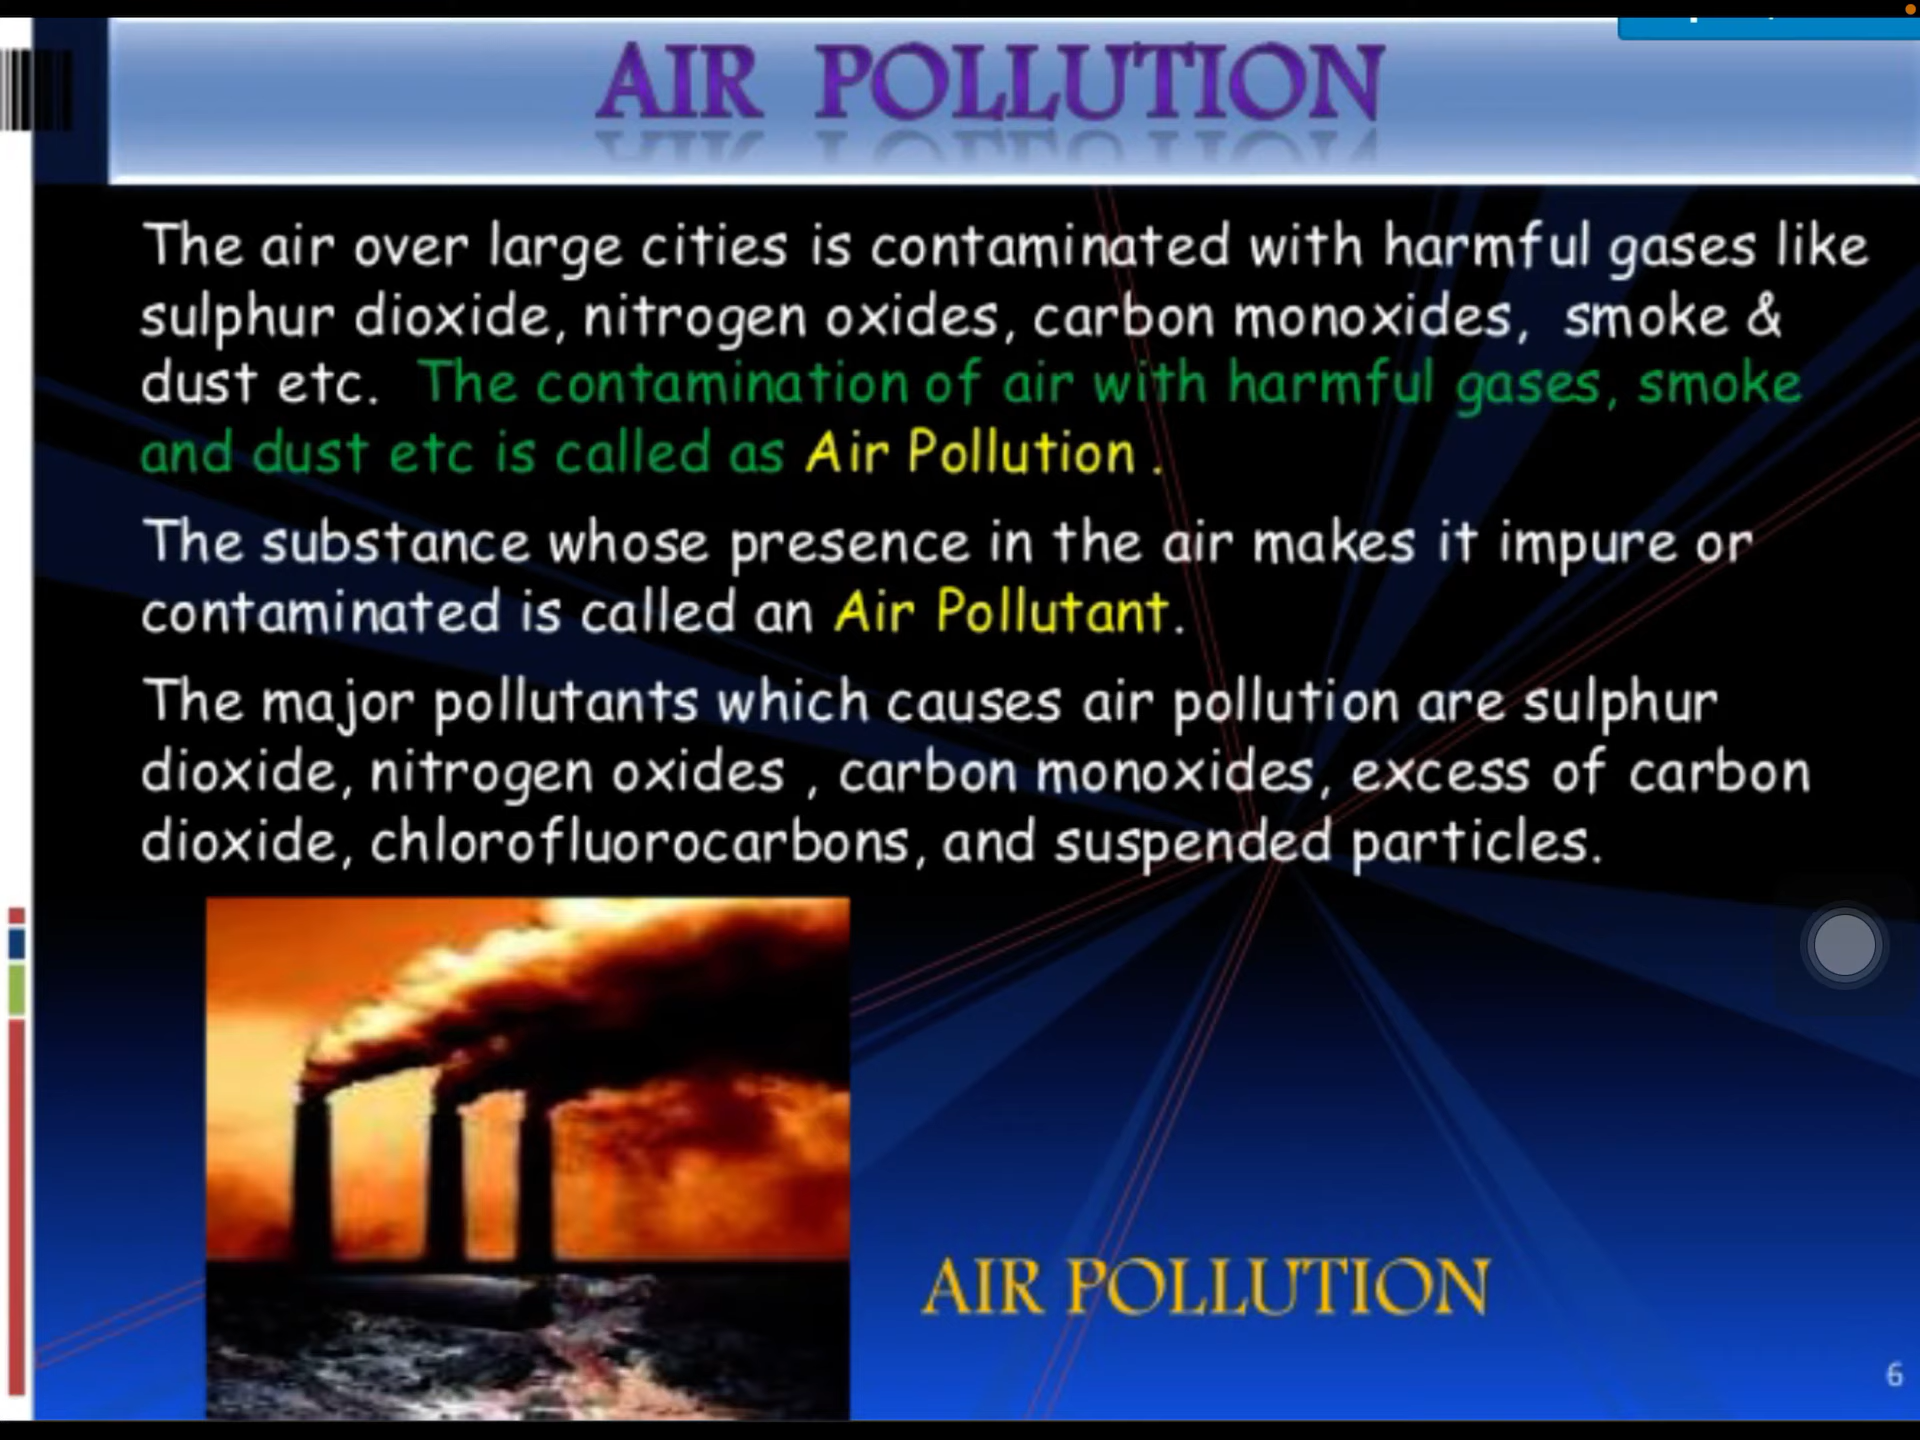 AIR POLLUTION
The air over large cities is contaminated with harmful gases like
sulphur dioxide, nitrogen oxides, carbon monoxides, smoke &
dust etc. The contamination of air with harmful gases, smoke
and dust etc is called as Air Pollution .
The substance whose presence in the air makes it impure or
contaminated is called an Air Pollutant.
The major pollutants which causes air pollution are sulphur
dioxide, nitrogen oxides , carbon monoxides, excess of carbon
dioxide, chlorofluorocarbons, and suspended particles.
AIR POLLUTION
6